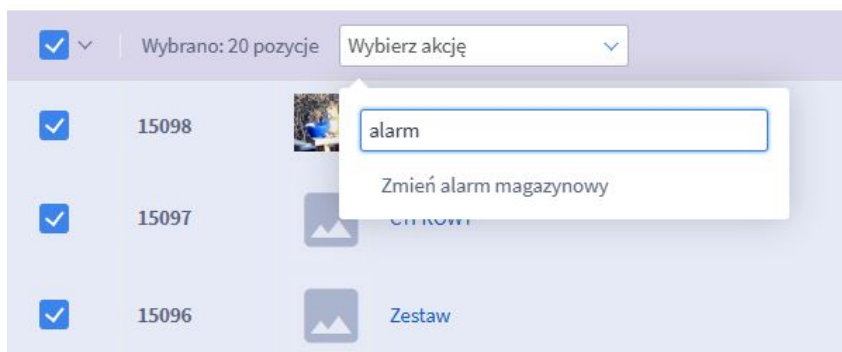 Wybrano: 20 pozycje Wybierz akcję
15098
alarm
Zmień alarm magazynowy
15097
15096 Zestaw